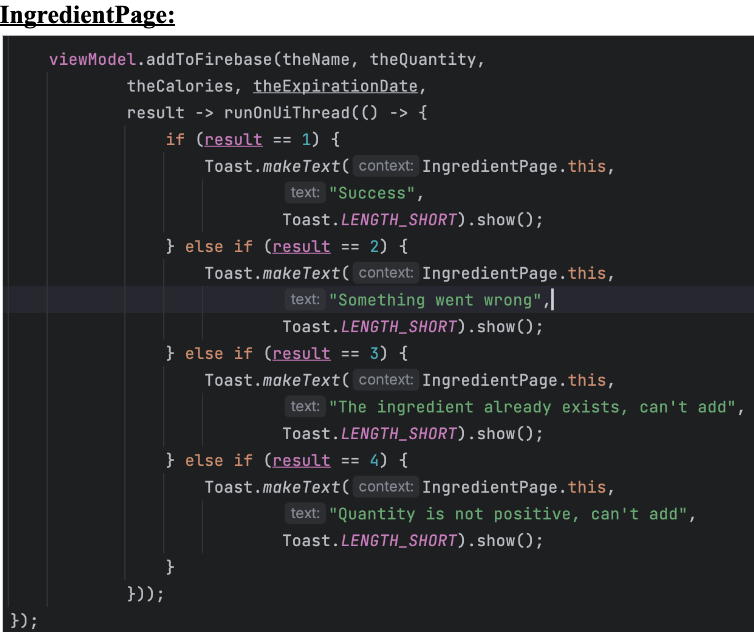 IngredientPage:
viewModel.addToFirebase(theName, theQuantity,
theCalories, theExpirationDate,
result -> runOnUiThread(() -> {
if (result == 1) {
Toast.makeText( context: IngredientPage.this,
text: "Success",
Toast.LENGTH_SHORT).show();
} else if (result == 2) {
Toast.makeText( context: IngredientPage.this,
text: "Something went wrong",
Toast.LENGTH_SHORT).show();
} else if (result == 3) {
Toast.makeText( context: IngredientPage.this,
text: "The ingredient already exists, can't add",
Toast.LENGTH_SHORT).show();
} else if (result == 4) {
Toast.makeText( context: IngredientPage.this,
text: "Quantity is not positive, can't add",
Toast.LENGTH_SHORT).show();
}
}));
});